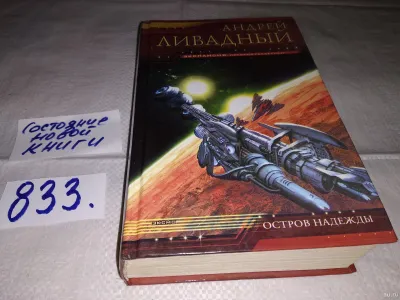 АНДРЕЙ
ЛИВАДНЫЙ
Состояние
новой
книги
833.
ОСТРОВ НАДЕЖДЫ